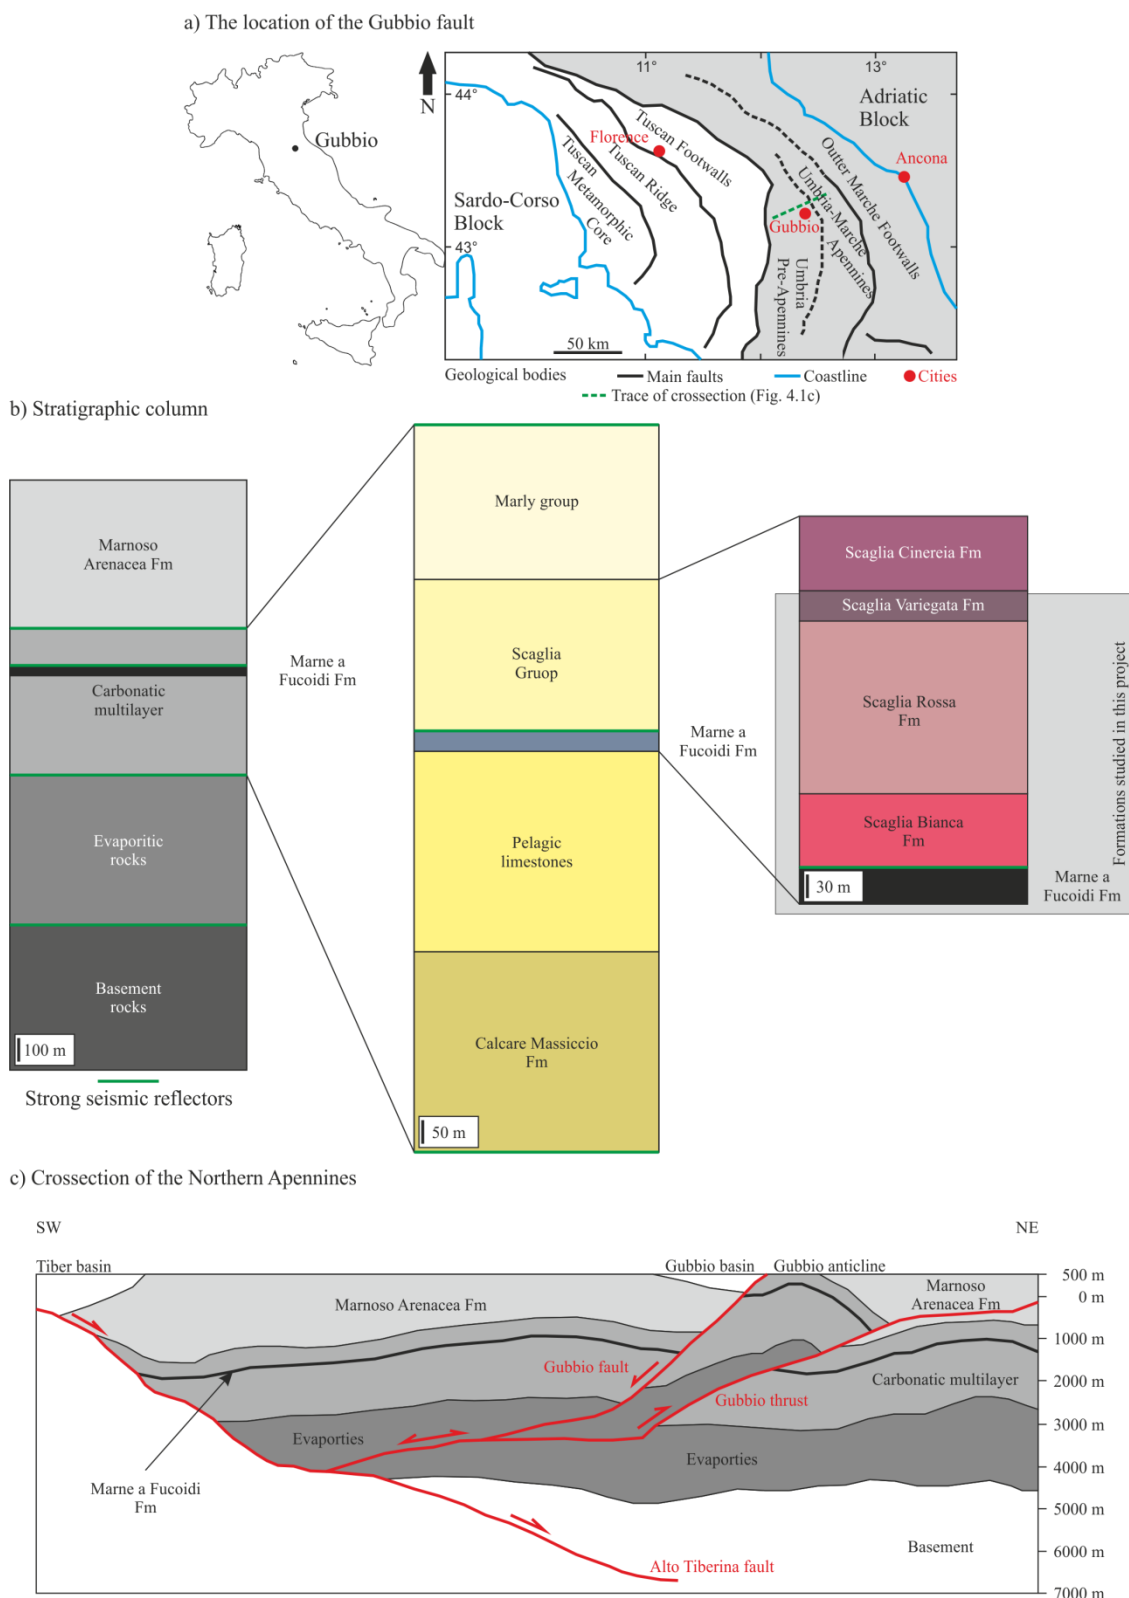 a) The location of the Gubbio fault
Gubbio
N
11°
13°
44°
43°
Adriatic
Block
Sardo-Corso
Block
Tuscan
Metamorphic
Core
Tuscan Ridge
Tuscan Footwalls
Florence
Ancona
Gubbio
Umbria
Pre-Apennines
Umbria-Marche
Apennines
Outter Marche Footwalls
50 km
Geological bodies
Main faults
Coastline
Cities
Trace of crossection (Fig. 4.1c)
b) Stratigraphic column
Marnoso
Arenacea Fm
Carbonatic
multilayer
Evaporitic
rocks
Basement
rocks
100 m
Strong seismic reflectors
Marne a
Fucoidi Fm
Marly group
Scaglia
Gruop
Pelagic
limestones
Calcare Massiccio
Fm
50 m
Marne a
Fucoidi Fm
Scaglia Cinereia Fm
Scaglia Variegata Fm
Scaglia Rossa
Fm
Scaglia Bianca
Fm
30 m
Marne a
Fucoidi Fm
Formations studied in this project
c) Crossection of the Northern Apennines
SW
NE
Tiber basin
Gubbio basin
Gubbio anticline
Marnoso Arenacea Fm
Marnoso
Arenacea Fm
Gubbio fault
Gubbio thrust
Carbonatic multilayer
Evaporties
Evaporties
Marne a Fucoidi
Fm
Alto Tiberina fault
Basement
500 m
0 m
1000 m
2000 m
3000 m
4000 m
5000 m
6000 m
7000 m